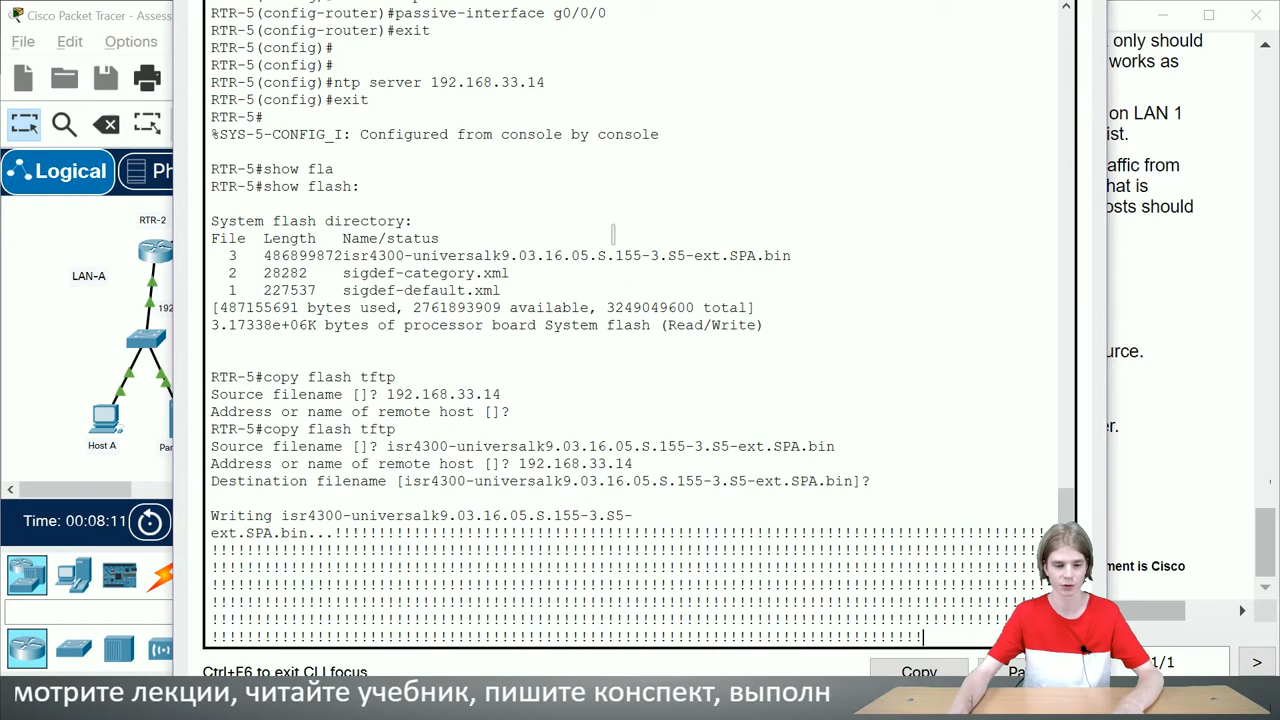 Cisco Packet Tracer - Assess
File Edit Options
Logical
Ph
RTR-2
LAN-A
192
Host A
Par
Time: 00:08:11
RTR-5(config-router)#passive-interface g0/0/0
RTR-5(config-router)#exit
RTR-5(config)#
RTR-5(config)#
RTR-5(config)#ntp server 192.168.33.14
RTR-5(config)#exit
RTR-5#
%SYS-5-CONFIG_I: Configured from console by console
RTR-5#show fla
RTR-5#show flash:
System flash directory:
File Length Name/status
3 486899872isr4300-universalk9.03.16.05.S.155-3.S5-ext.SPA.bin
2 28282 sigdef-category.xml
1 227537 sigdef-default.xml
[487155691 bytes used, 2761893909 available, 3249049600 total]
3.17338e+06K bytes of processor board System flash (Read/Write)
RTR-5#copy flash tftp
Source filename []? 192.168.33.14
Address or name of remote host []?
RTR-5#copy flash tftp
Source filename []? isr4300-universalk9.03.16.05.S.155-3.S5-ext.SPA.bin
Address or name of remote host []? 192.168.33.14
Destination filename [isr4300-universalk9.03.16.05.S.155-3.S5-ext.SPA.bin]?
Writing isr4300-universalk9.03.16.05.S.155-3.S5-
ext.SPA.bin...
Ctrl+F6 to exit CLI focus
Copy
only should
works as
on LAN 1
ist.
affic from
hat is
osts should
urce.
er.
ment is Cisco
1/1
>
мотрите лекции, читайте учебник, пишите конспект, выполн